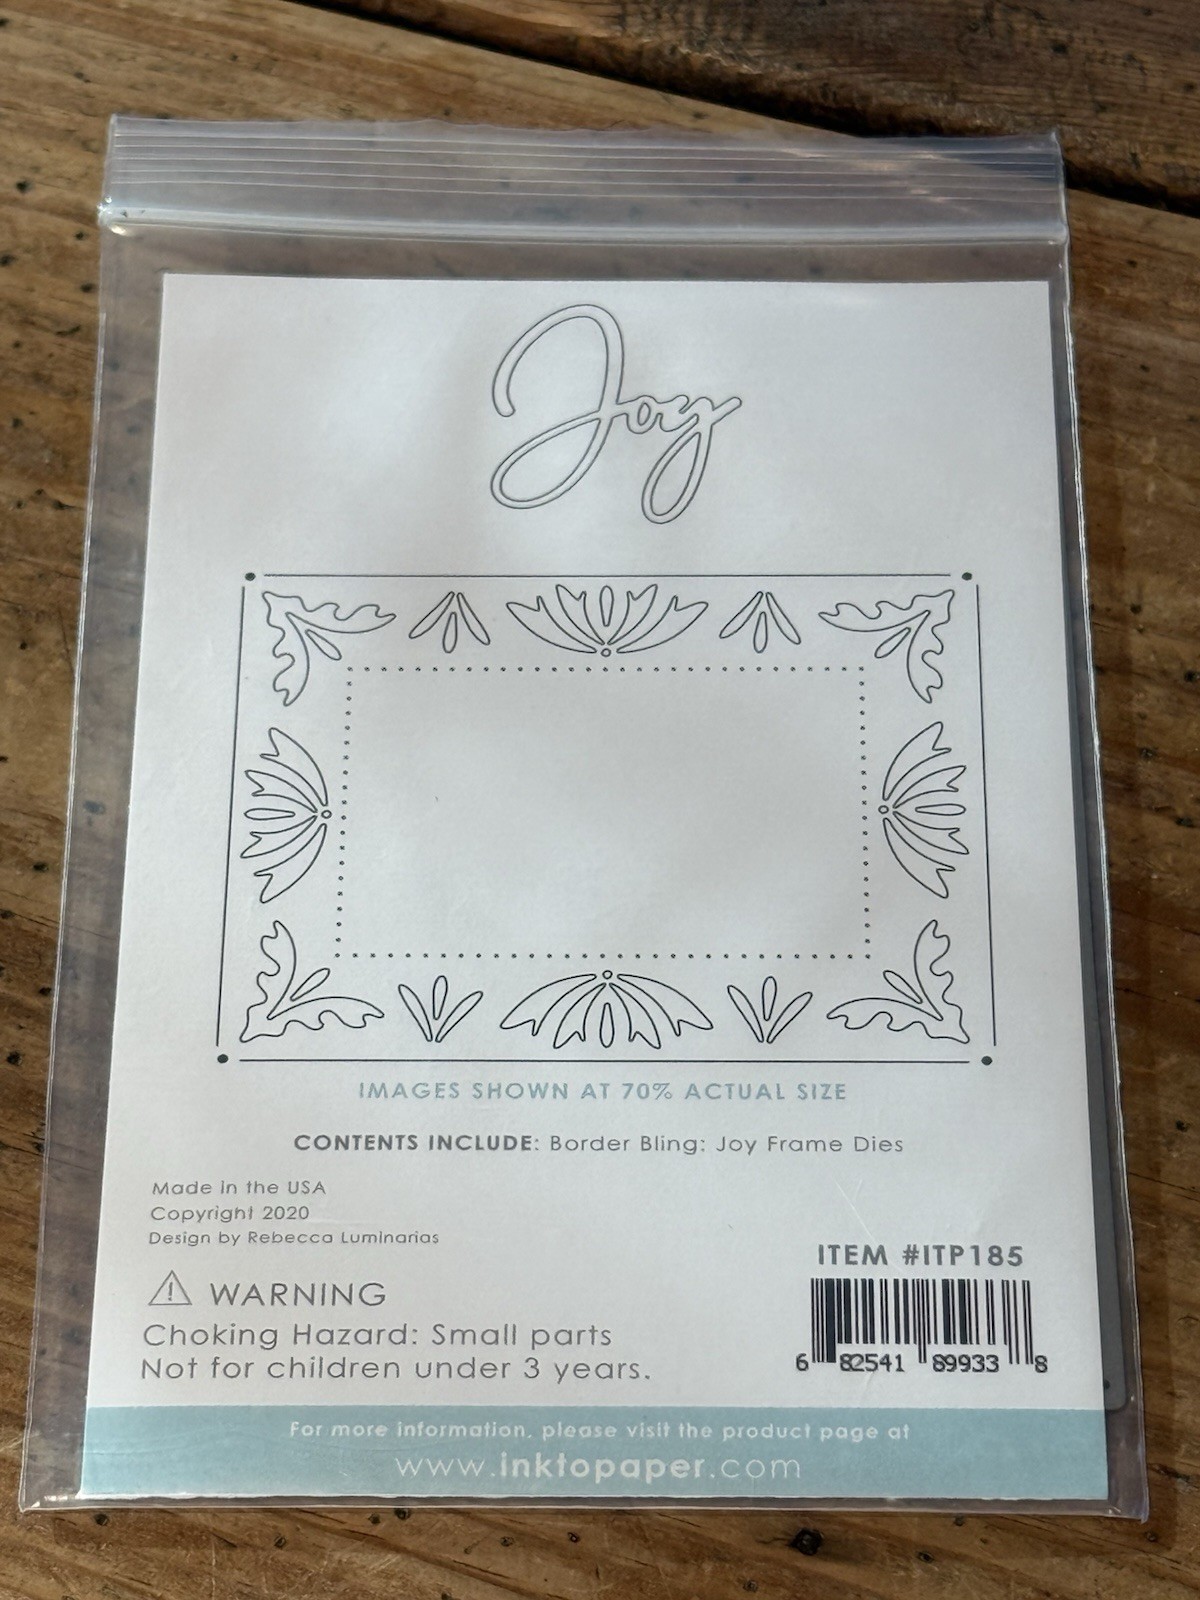 Joy
IMAGES SHOWN AT 70% ACTUAL SIZE
CONTENTS INCLUDE: Border Bling: Joy Frame Dies
Made in the USA
Copyright 2020
Design by Rebecca Luminarias
ITEM #ITP185
⚠ WARNING
Choking Hazard: Small parts
Not for children under 3 years.
6 82541 89933 8
For more information, please visit the product page at
www.inktopaper.com